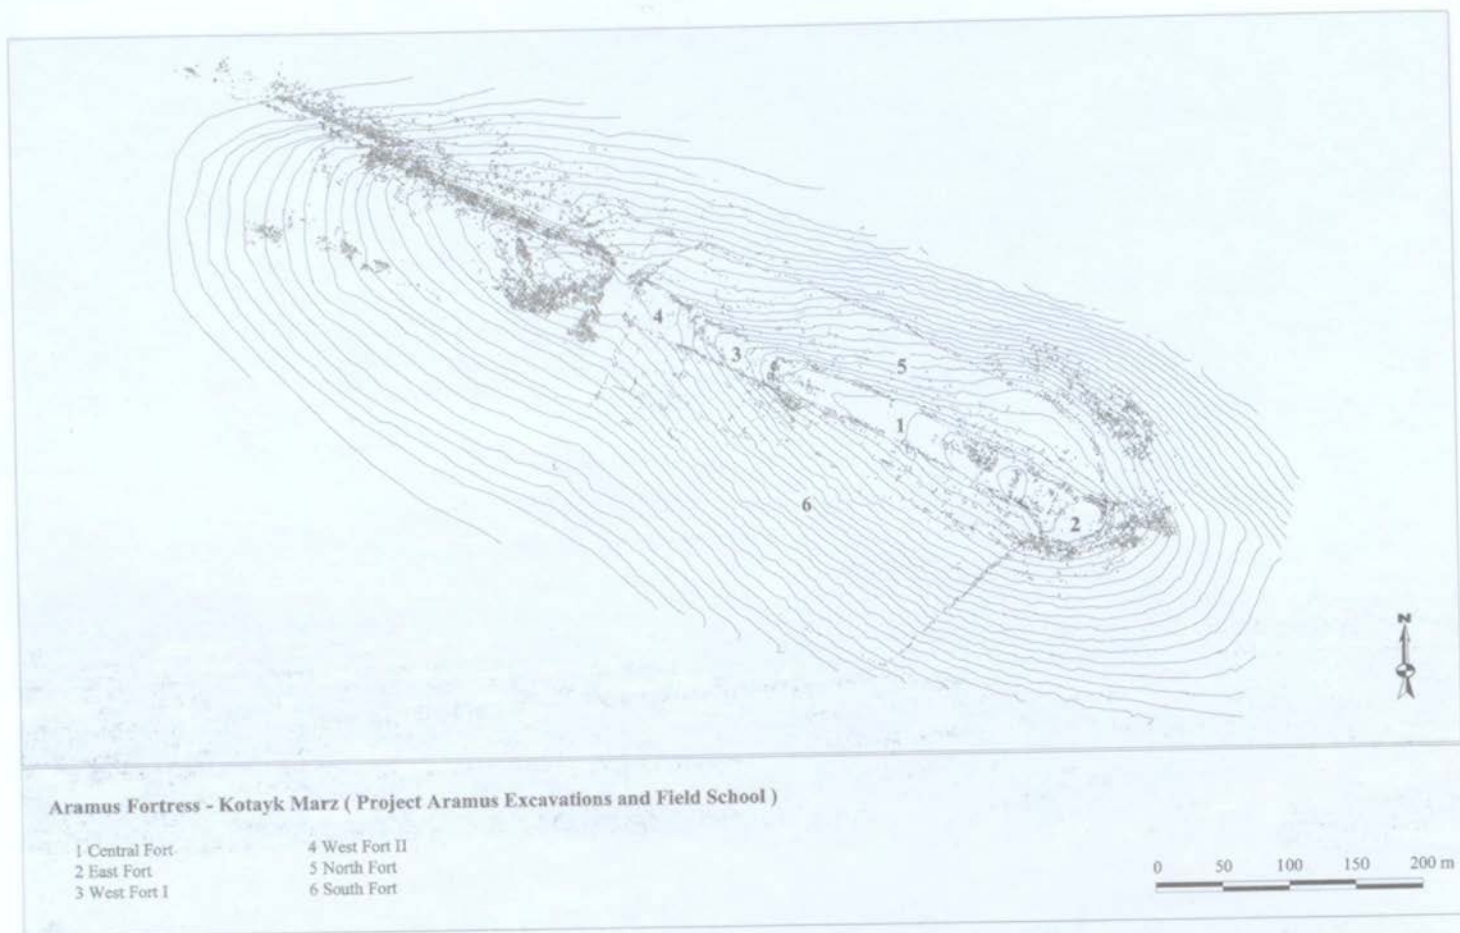 N
4
3
5
1
6
2
Aramus Fortress - Kotayk Marz ( Project Aramus Excavations and Field School )
1 Central Fort
2 East Fort
3 West Fort I
4 West Fort II
5 North Fort
6 South Fort
0 50 100 150 200 m